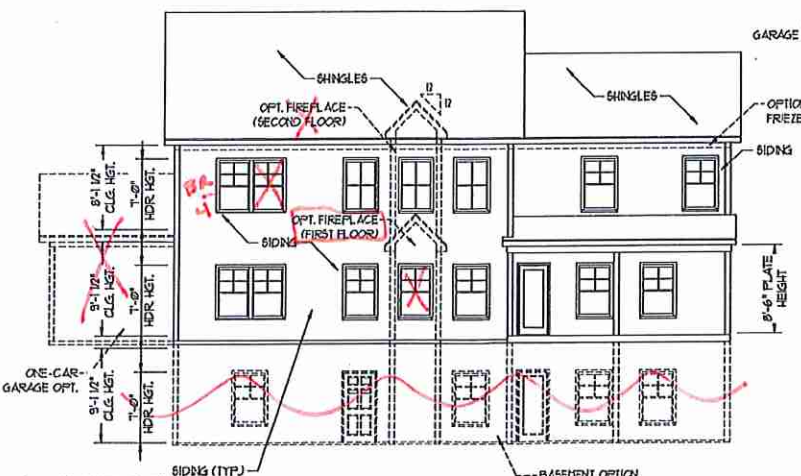 GARAGE
SHINGLES
OPT. FIREPLACE
(SECOND FLOOR)
12
12
SHINGLES
OPTION
FRIEZE
SIDING
8'-1 1/2"
CLG. HGT.
7'-0"
HDR HGT.
BR
4
OPT. FIREPLACE
(FIRST FLOOR)
SIDING
9'-1 1/2"
CLG HGT.
7'-0"
HDR HGT.
8'-6" PLATE
HEIGHT
ONE-CAR
GARAGE OPT.
9'-1 1/2"
CLG HGT.
7'-0"
HDR HGT.
SIDING (TYP.)
BASEMENT OPTION